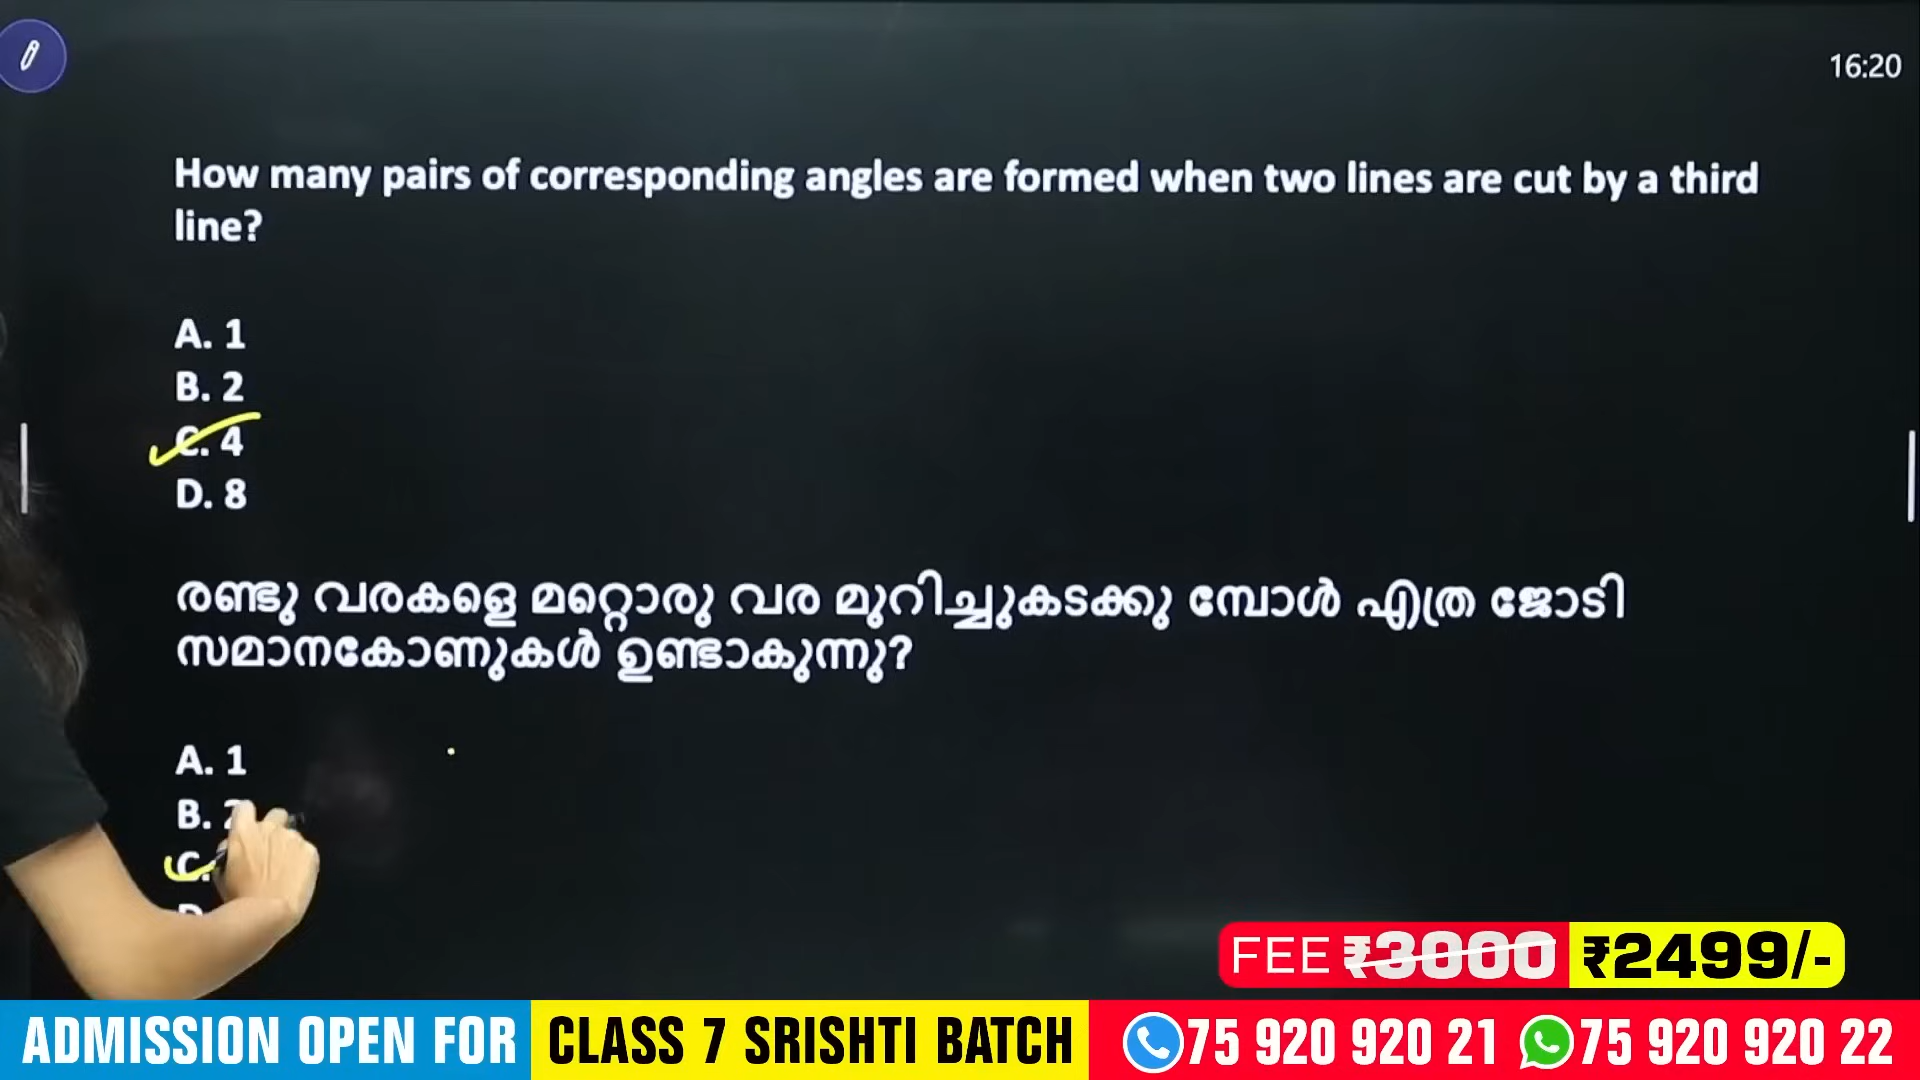 16:20
How many pairs of corresponding angles are formed when two lines are cut by a third
line?
A. 1
B. 2
C. 4
D. 8
രണ്ടു വരകളെ മറ്റൊരു വര മുറിച്ചുകടക്കു മ്പോൾ എത്ര ജോടി
സമാനകോണുകൾ ഉണ്ടാകുന്നു?
A. 1
B. 2
C.
FEE ₹3000 ₹2499/-
ADMISSION OPEN FOR CLASS 7 SRISHTI BATCH 75 920 920 21 75 920 920 22